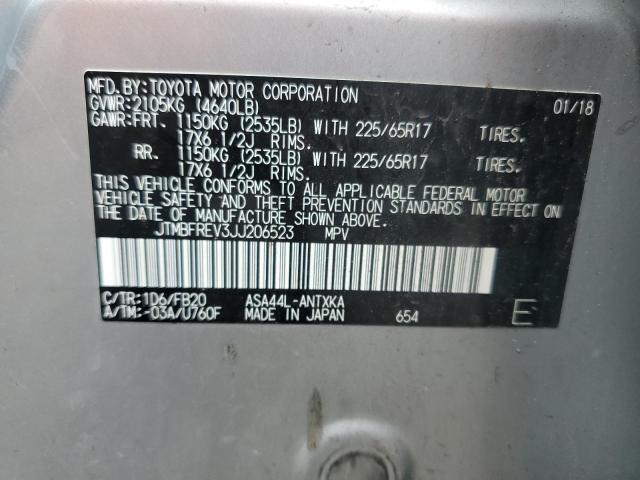 MFD.BY:TOYOTA MOTOR CORPORATION 01/18
GVWR:2105KG (4640LB)
GAWR:FRT. 1150KG (2535LB) WITH 225/65R17 TIRES.
17X6 1/2J RIMS.
RR. 1150KG (2535LB) WITH 225/65R17 TIRES.
17X6 1/2J RIMS.
THIS VEHICLE CONFORMS TO ALL APPLICABLE FEDERAL MOTOR
VEHICLE SAFETY AND THEFT PREVENTION STANDARDS IN EFFECT ON
THE DATE OF MANUFACTURE SHOWN ABOVE.
JTMBFREV3JJ206523 MPV
C/TR:1D6/FB20 ASA44L-ANTXKA
A/TM:-03A/U760F MADE IN JAPAN 654 E